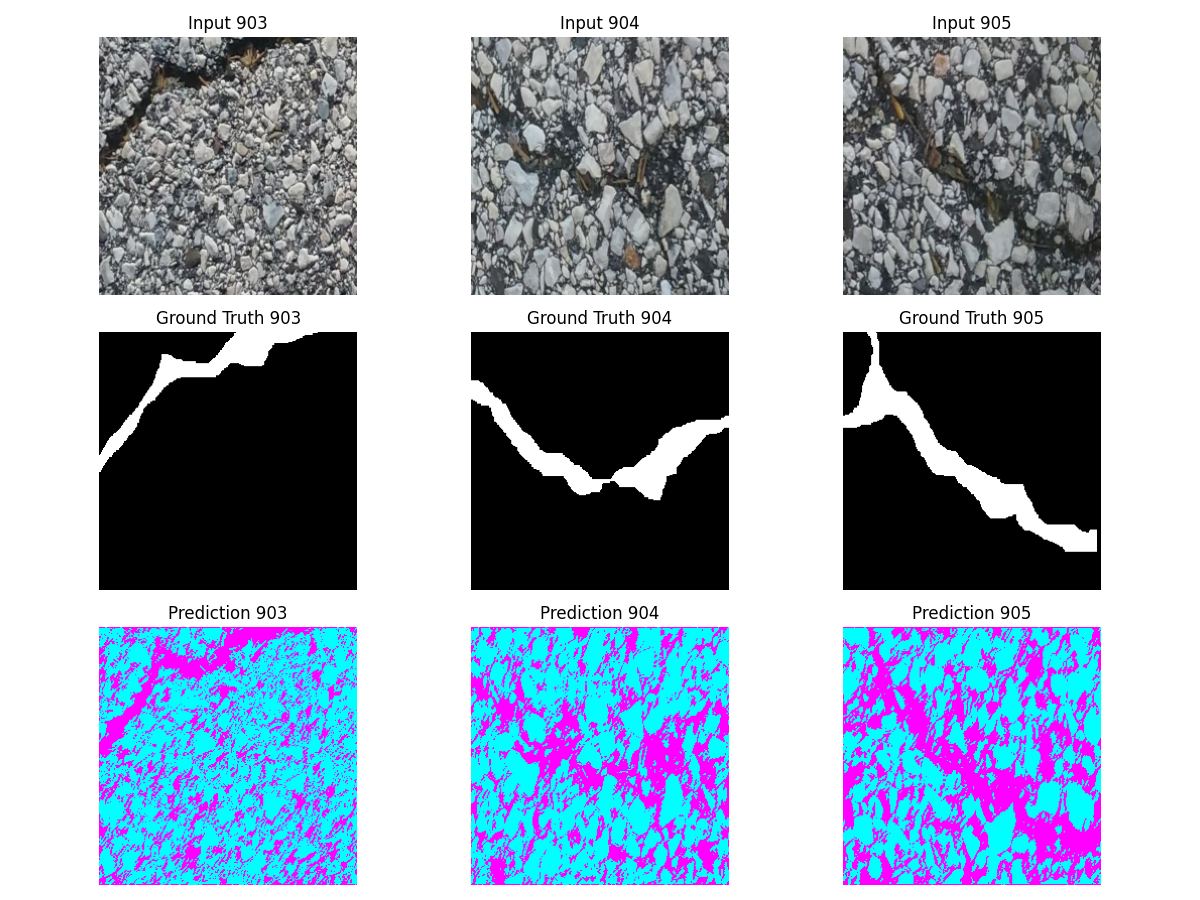 Input 903
Input 904
Input 905
Ground Truth 903
Ground Truth 904
Ground Truth 905
Prediction 903
Prediction 904
Prediction 905